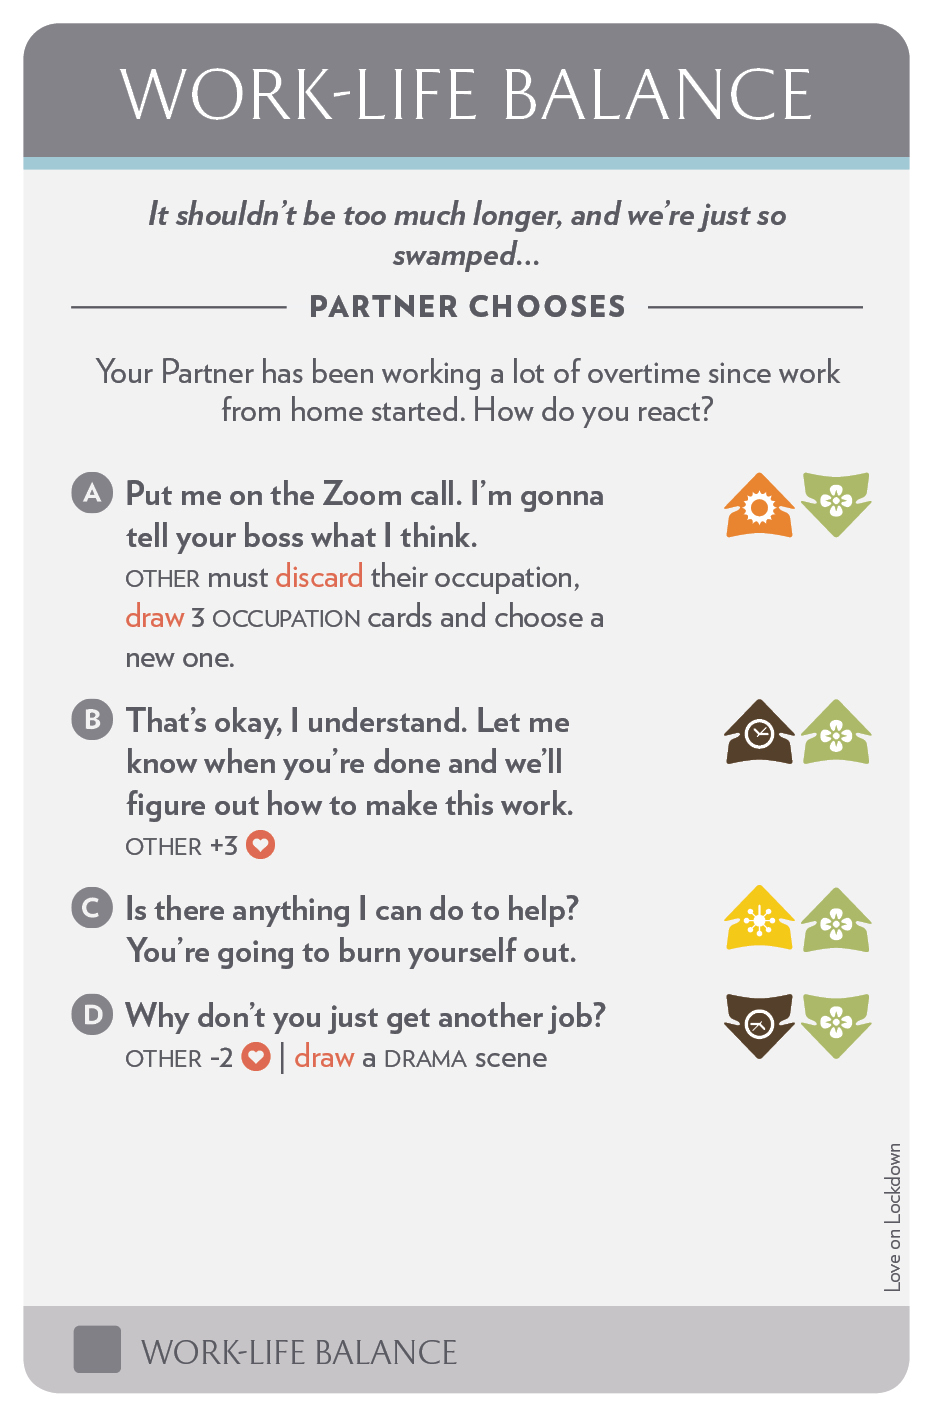 WORK-LIFE BALANCE
It shouldn't be too much longer, and we're just so
swamped...
PARTNER CHOOSES
Your Partner has been working a lot of overtime since work
from home started. How do you react?
A Put me on the Zoom call. I'm gonna
tell your boss what I think.
OTHER must discard their occupation,
draw 3 OCCUPATION cards and choose a
new one.
B That's okay, I understand. Let me
know when you're done and we'll
figure out how to make this work.
OTHER +3
C Is there anything I can do to help?
You're going to burn yourself out.
D Why don't you just get another job?
OTHER -2 | draw a DRAMA scene
Love on Lockdown
WORK-LIFE BALANCE